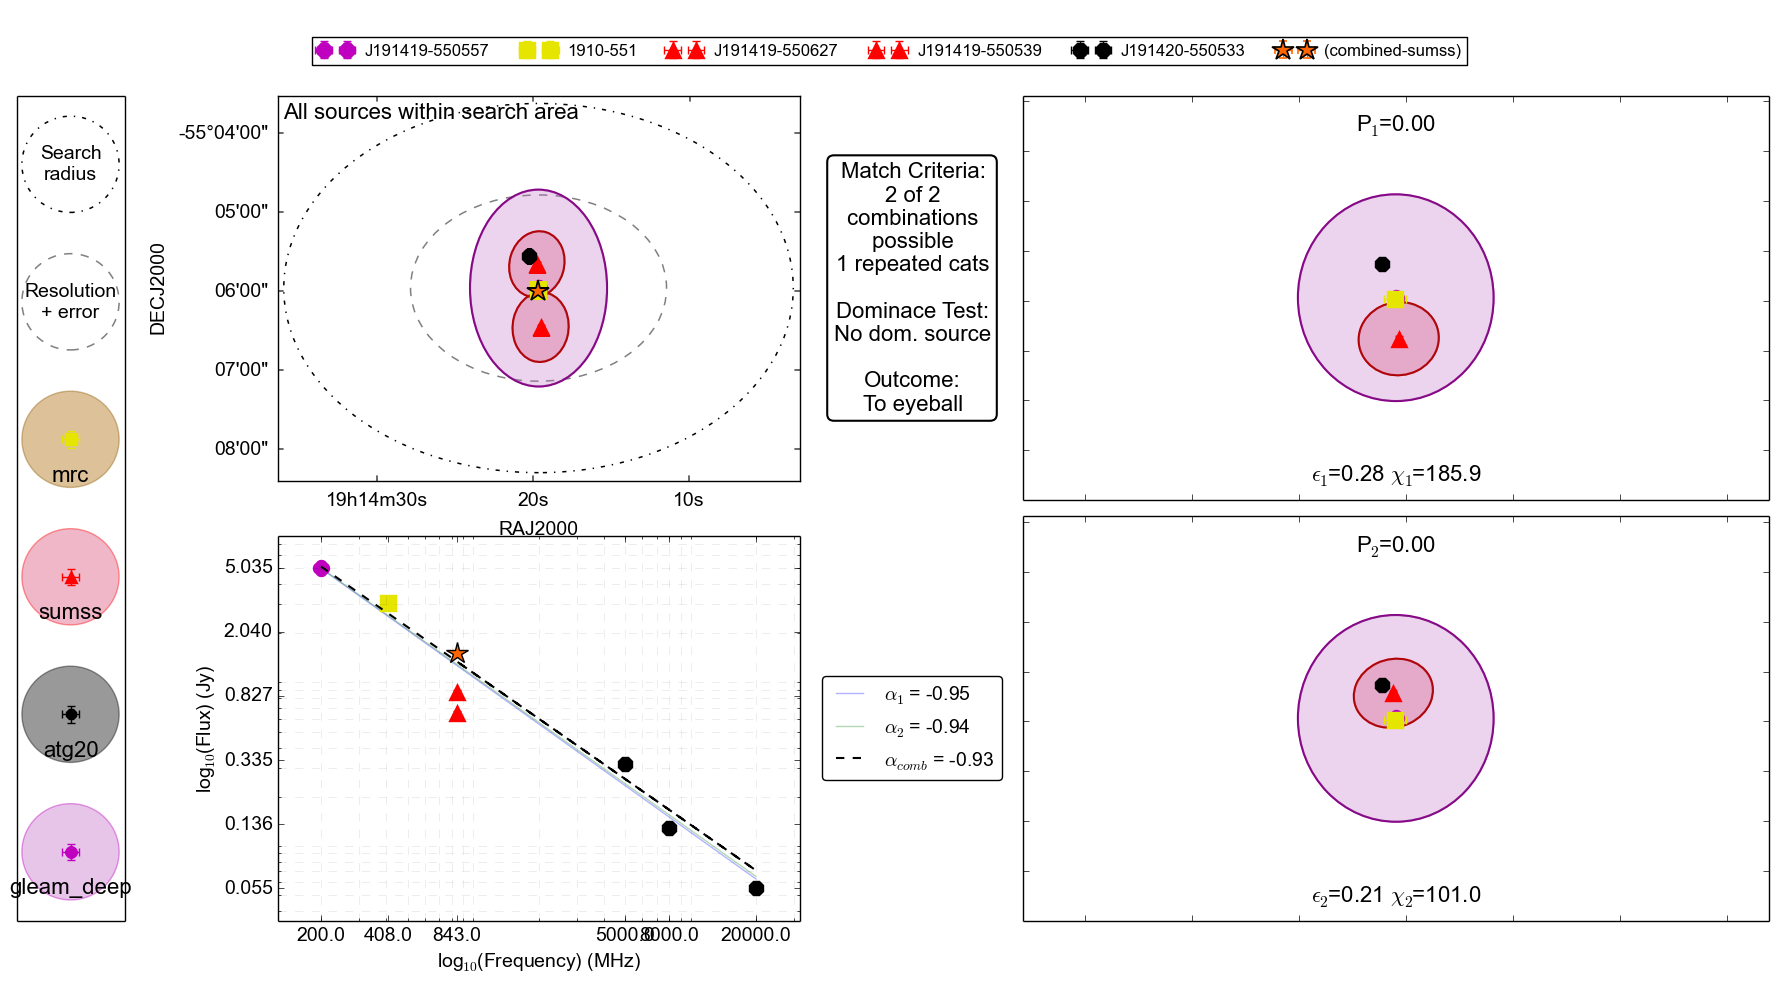 J191419-550557 1910-551 J191419-550627 J191419-550539 J191420-550533 (combined-sumss)
Search
radius
Resolution
+ error
mrc
sumss
atg20
gleam_deep
All sources within search area
DECJ2000
-55°04'00"
05'00"
06'00"
07'00"
08'00"
19h14m30s 20s 10s
RAJ2000
Match Criteria:
2 of 2
combinations
possible
1 repeated cats
Dominace Test:
No dom. source
Outcome:
To eyeball
P1=0.00
ϵ1=0.28 χ1=185.9
P2=0.00
ϵ2=0.21 χ2=101.0
log10(Flux) (Jy)
5.035
2.040
0.827
0.335
0.136
0.055
200.0 408.0 843.0 5000.0 8000.0 20000.0
log10(Frequency) (MHz)
α1 = -0.95
α2 = -0.94
αcomb = -0.93